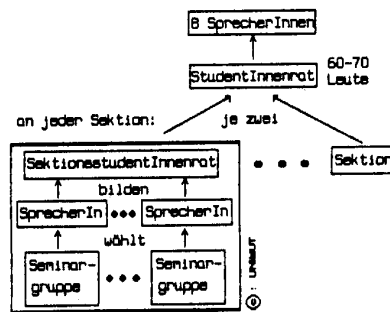 8 SprecherInnen
StudentInnenrat
60-70
Leute
an jeder Sektion:
je zwei
SektionsstudentInnenrat
Sektion
bilden
SprecherIn
SprecherIn
wählt
Seminar-
gruppe
Seminar-
gruppe
©: UNMUT